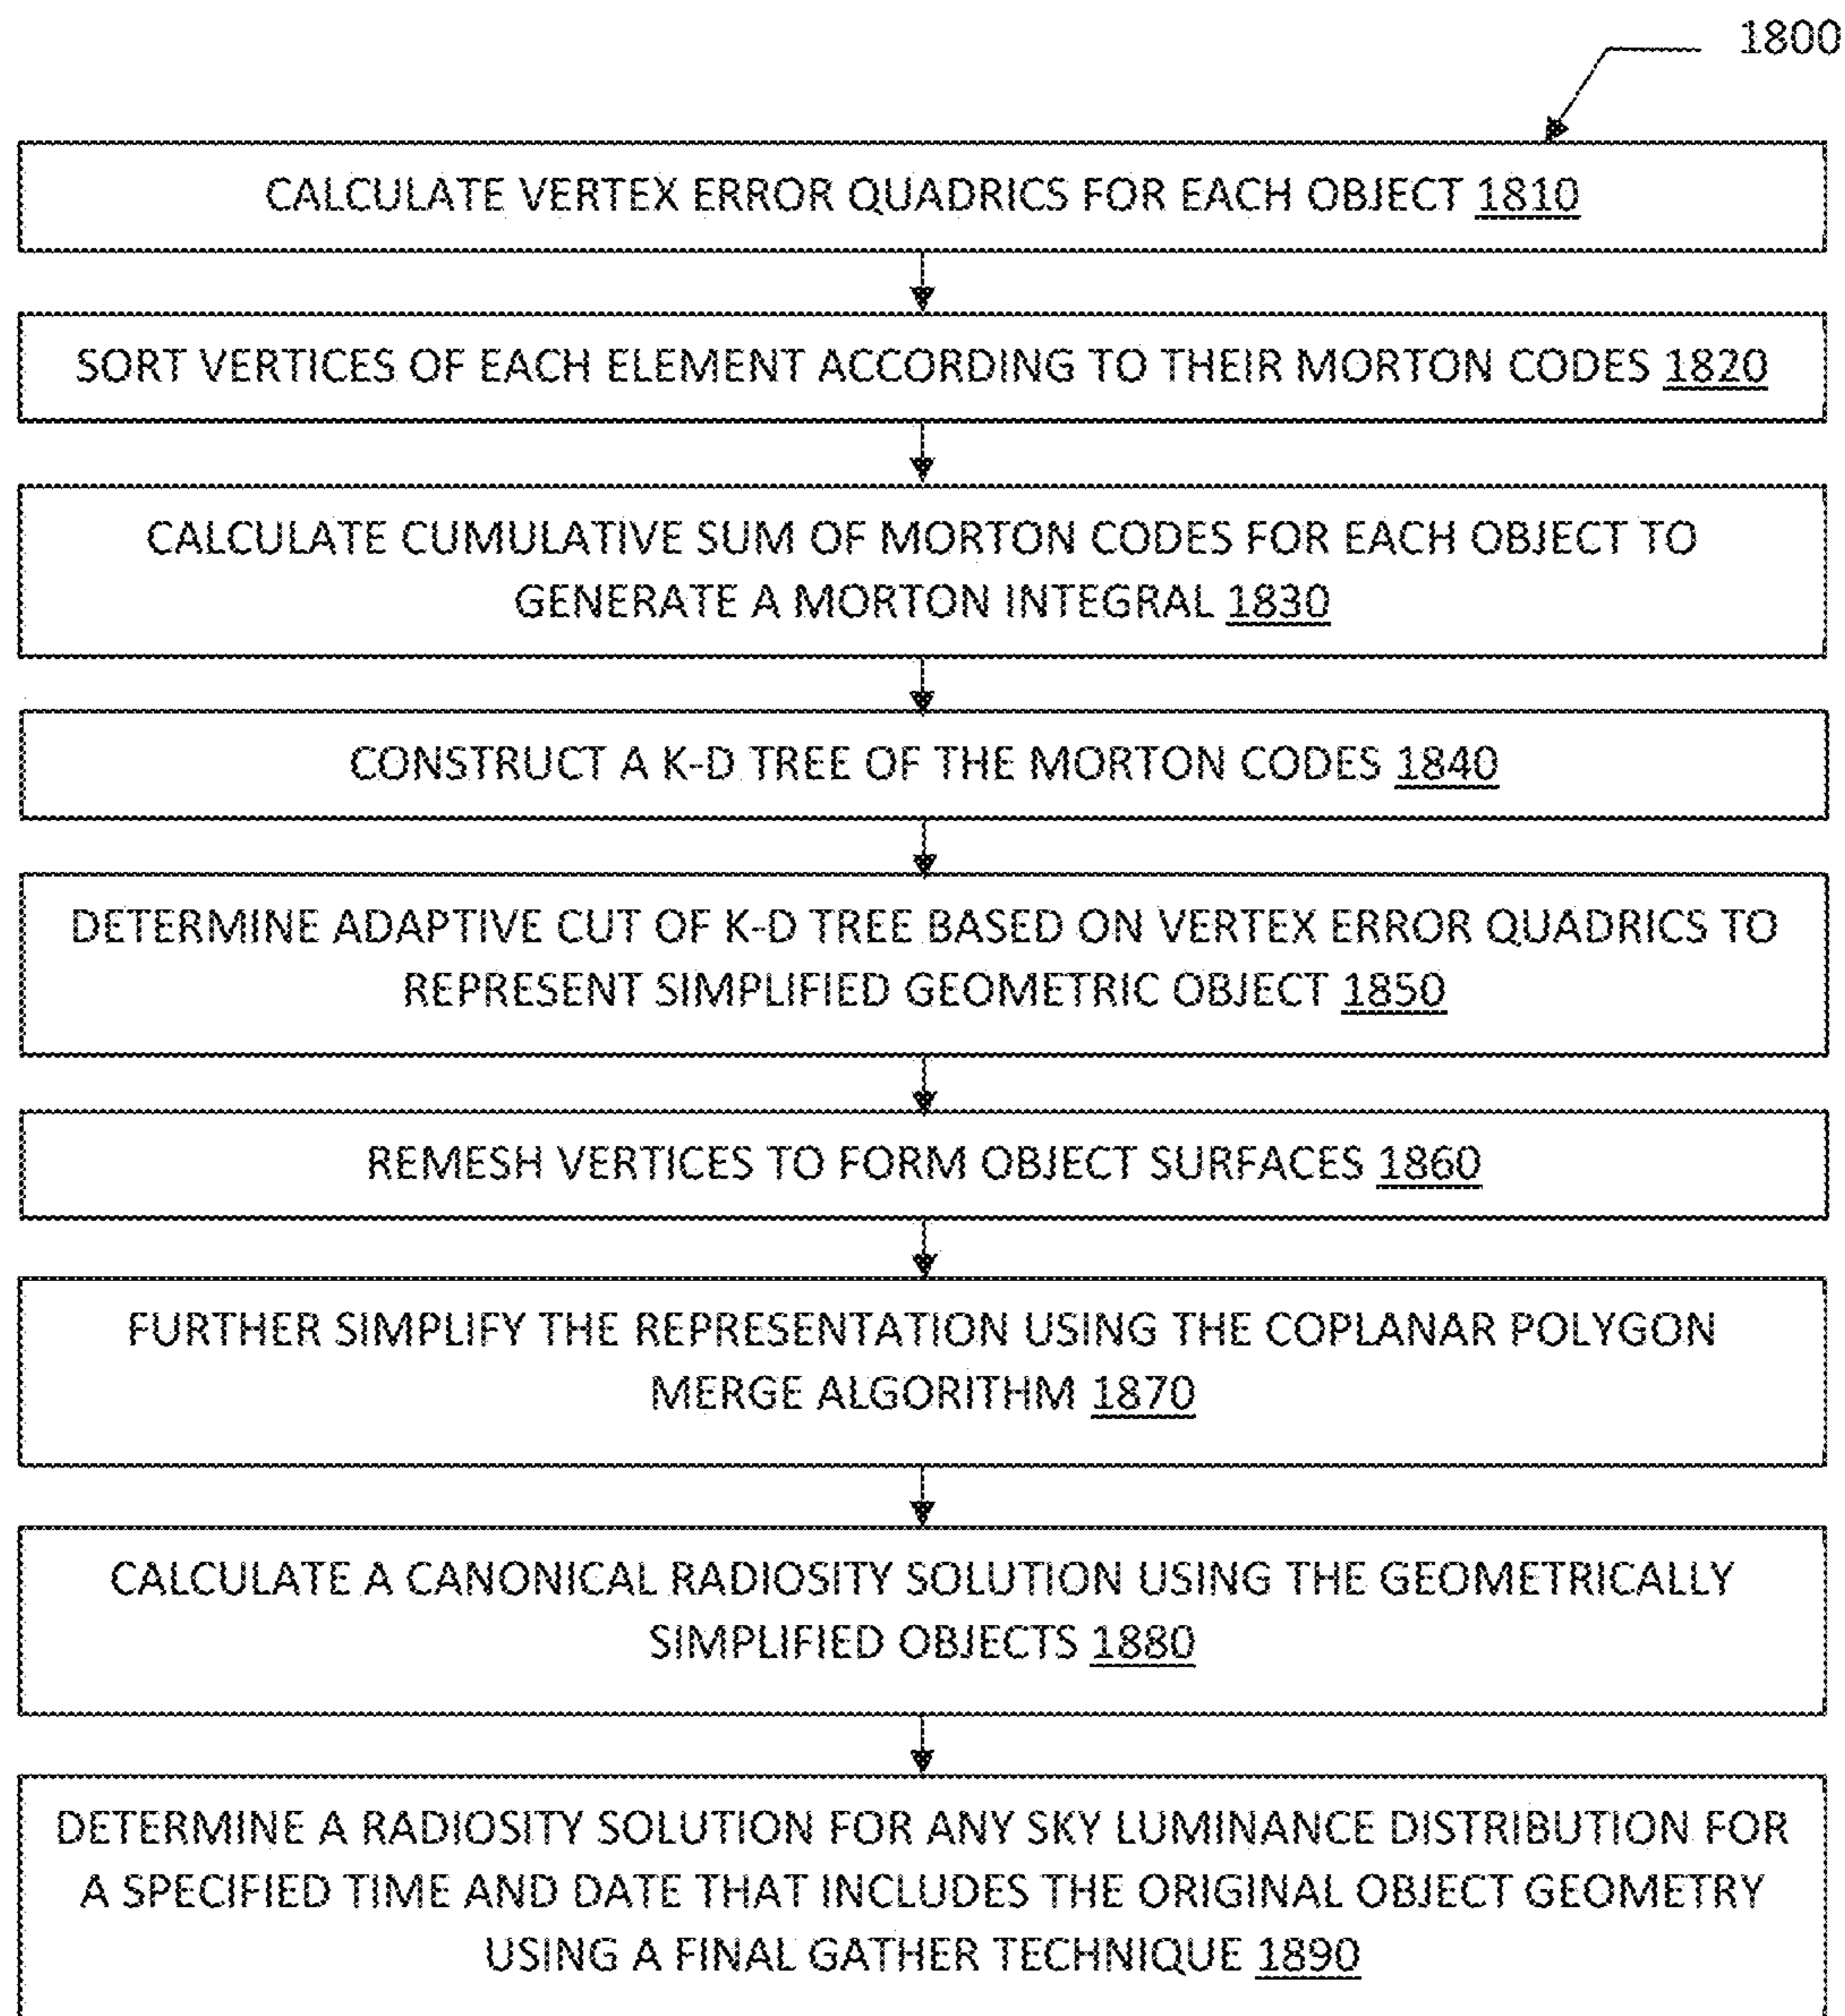 1800
CALCULATE VERTEX ERROR QUADRICS FOR EACH OBJECT 1810
SORT VERTICES OF EACH ELEMENT ACCORDING TO THEIR MORTON CODES 1820
CALCULATE CUMULATIVE SUM OF MORTON CODES FOR EACH OBJECT TO
GENERATE A MORTON INTEGRAL 1830
CONSTRUCT A K-D TREE OF THE MORTON CODES 1840
DETERMINE ADAPTIVE CUT OF K-D TREE BASED ON VERTEX ERROR QUADRICS TO
REPRESENT SIMPLIFIED GEOMETRIC OBJECT 1850
REMESH VERTICES TO FORM OBJECT SURFACES 1860
FURTHER SIMPLIFY THE REPRESENTATION USING THE COPLANAR POLYGON
MERGE ALGORITHM 1870
CALCULATE A CANONICAL RADIOSITY SOLUTION USING THE GEOMETRICALLY
SIMPLIFIED OBJECTS 1880
DETERMINE A RADIOSITY SOLUTION FOR ANY SKY LUMINANCE DISTRIBUTION FOR
A SPECIFIED TIME AND DATE THAT INCLUDES THE ORIGINAL OBJECT GEOMETRY
USING A FINAL GATHER TECHNIQUE 1890